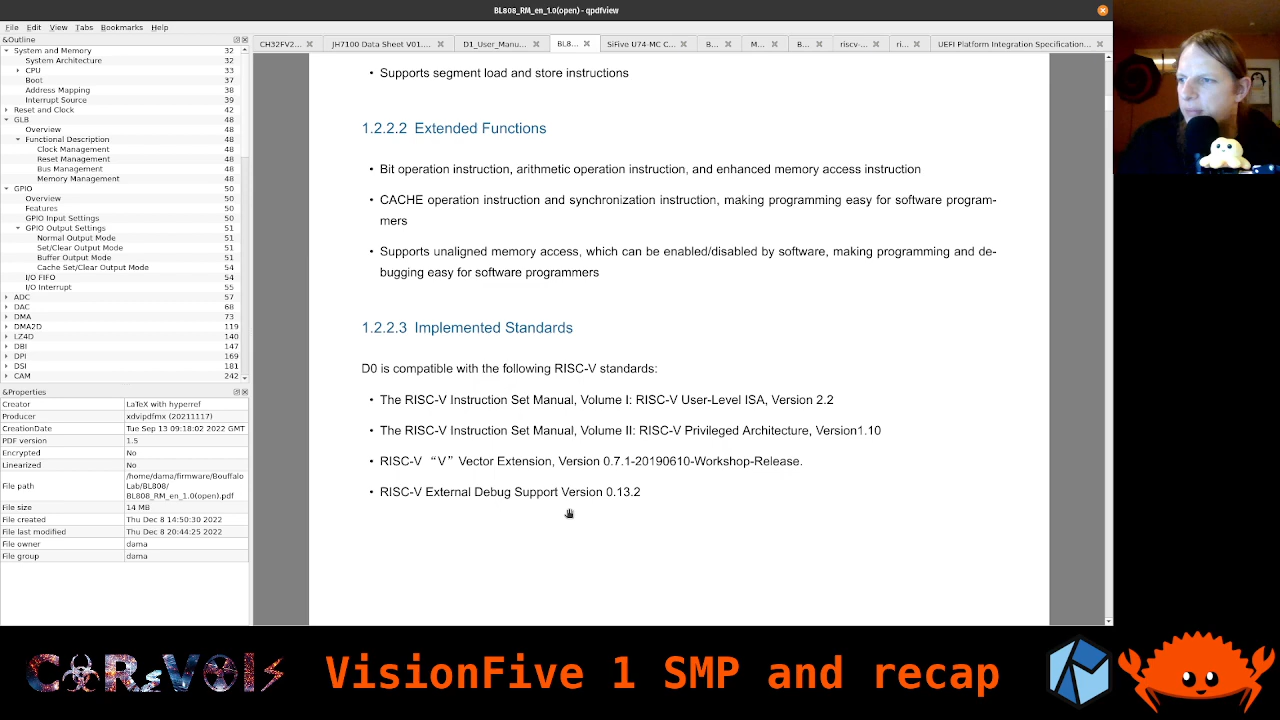 BL808_RM_en_1.0(open) - qpdfview
File Edit View Tabs Bookmarks Help
&Outline
CH32FV2...
JH7100 Data Sheet V01....
D1_User_Manu...
BL8...
SiFive U74-MC C...
B...
M...
B...
riscv-...
ri...
UEFI Platform Integration Specification...
System and Memory 32
System Architecture 32
CPU 33
Boot 37
Address Mapping 38
Interrupt Source 39
Reset and Clock 42
GLB 48
Overview 48
Functional Description 48
Clock Management 48
Reset Management 48
Bus Management 48
Memory Management 48
GPIO 50
Overview 50
Features 50
GPIO Input Settings 50
GPIO Output Settings 51
Normal Output Mode 51
Set/Clear Output Mode 51
Buffer Output Mode 51
Cache Set/Clear Output Mode 54
I/O FIFO 54
I/O Interrupt 55
ADC 57
DAC 68
DMA 73
DMA2D 119
LZ4D 140
DBI 147
DPI 169
DSI 181
CAM 242
&Properties
Creator LaTeX with hyperref
Producer xdvipdfmx (20211117)
CreationDate Tue Sep 13 09:18:02 2022 GMT
PDF version 1.5
Encrypted No
Linearized No
File path /home/dama/firmware/Bouffalo
Lab/BL808/
BL808_RM_en_1.0(open).pdf
File size 14 MB
File created Thu Dec 8 14:50:30 2022
File last modified Thu Dec 8 20:44:25 2022
File owner dama
File group dama
• Supports segment load and store instructions
1.2.2.2 Extended Functions
• Bit operation instruction, arithmetic operation instruction, and enhanced memory access instruction
• CACHE operation instruction and synchronization instruction, making programming easy for software program-
mers
• Supports unaligned memory access, which can be enabled/disabled by software, making programming and de-
bugging easy for software programmers
1.2.2.3 Implemented Standards
D0 is compatible with the following RISC-V standards:
• The RISC-V Instruction Set Manual, Volume I: RISC-V User-Level ISA, Version 2.2
• The RISC-V Instruction Set Manual, Volume II: RISC-V Privileged Architecture, Version1.10
• RISC-V “V” Vector Extension, Version 0.7.1-20190610-Workshop-Release.
• RISC-V External Debug Support Version 0.13.2
VisionFive 1 SMP and recap